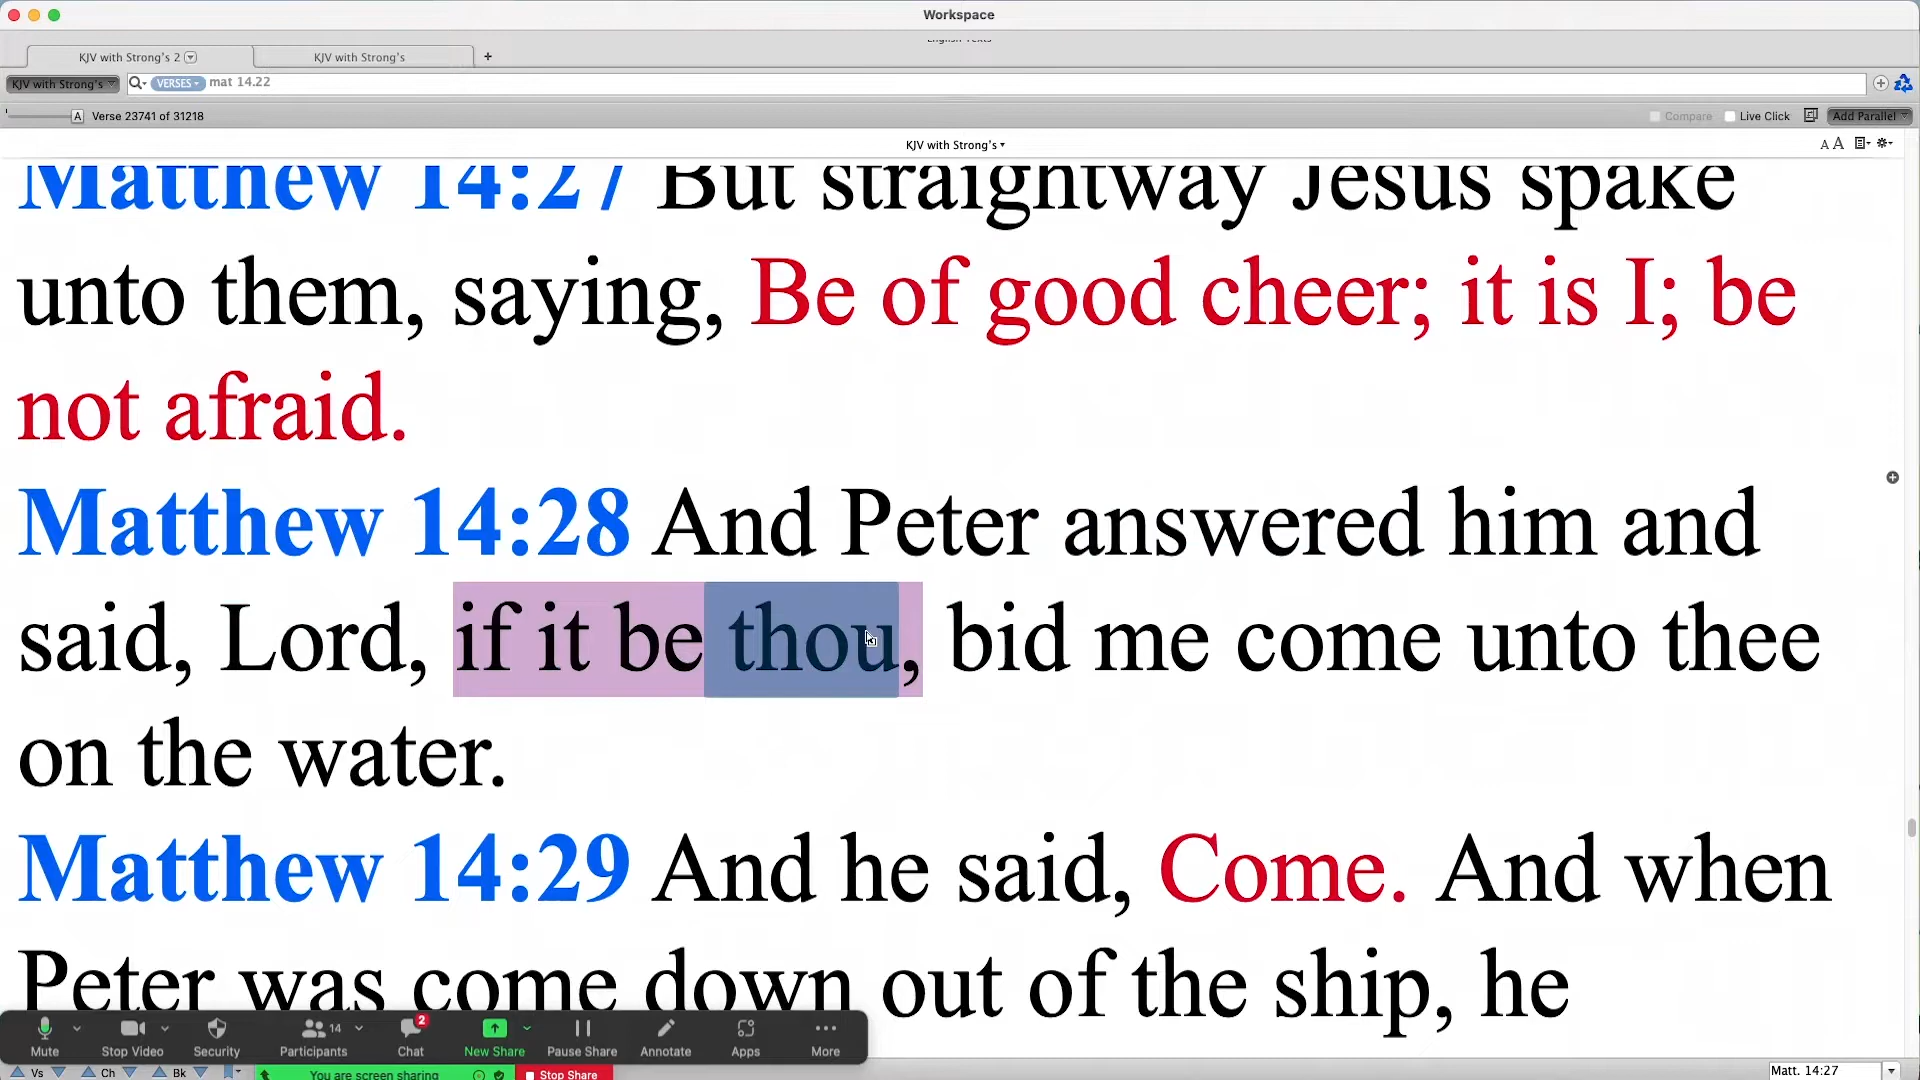 Workspace
English Texts
KJV with Strong's 2
KJV with Strong's
+
KJV with Strong's
VERSES
mat 14.22
A
Verse 23741 of 31218
Compare
Live Click
Add Parallel
KJV with Strong's
A A
Matthew 14:27 But straightway Jesus spake
unto them, saying, Be of good cheer; it is I; be
not afraid.
Matthew 14:28 And Peter answered him and
said, Lord, if it be thou, bid me come unto thee
on the water.
Matthew 14:29 And he said, Come. And when
Peter was come down out of the ship, he
14
2
Mute
Stop Video
Security
Participants
Chat
New Share
Pause Share
Annotate
Apps
More
Vs
Ch
Bk
You are screen sharing
Stop Share
Matt. 14:27